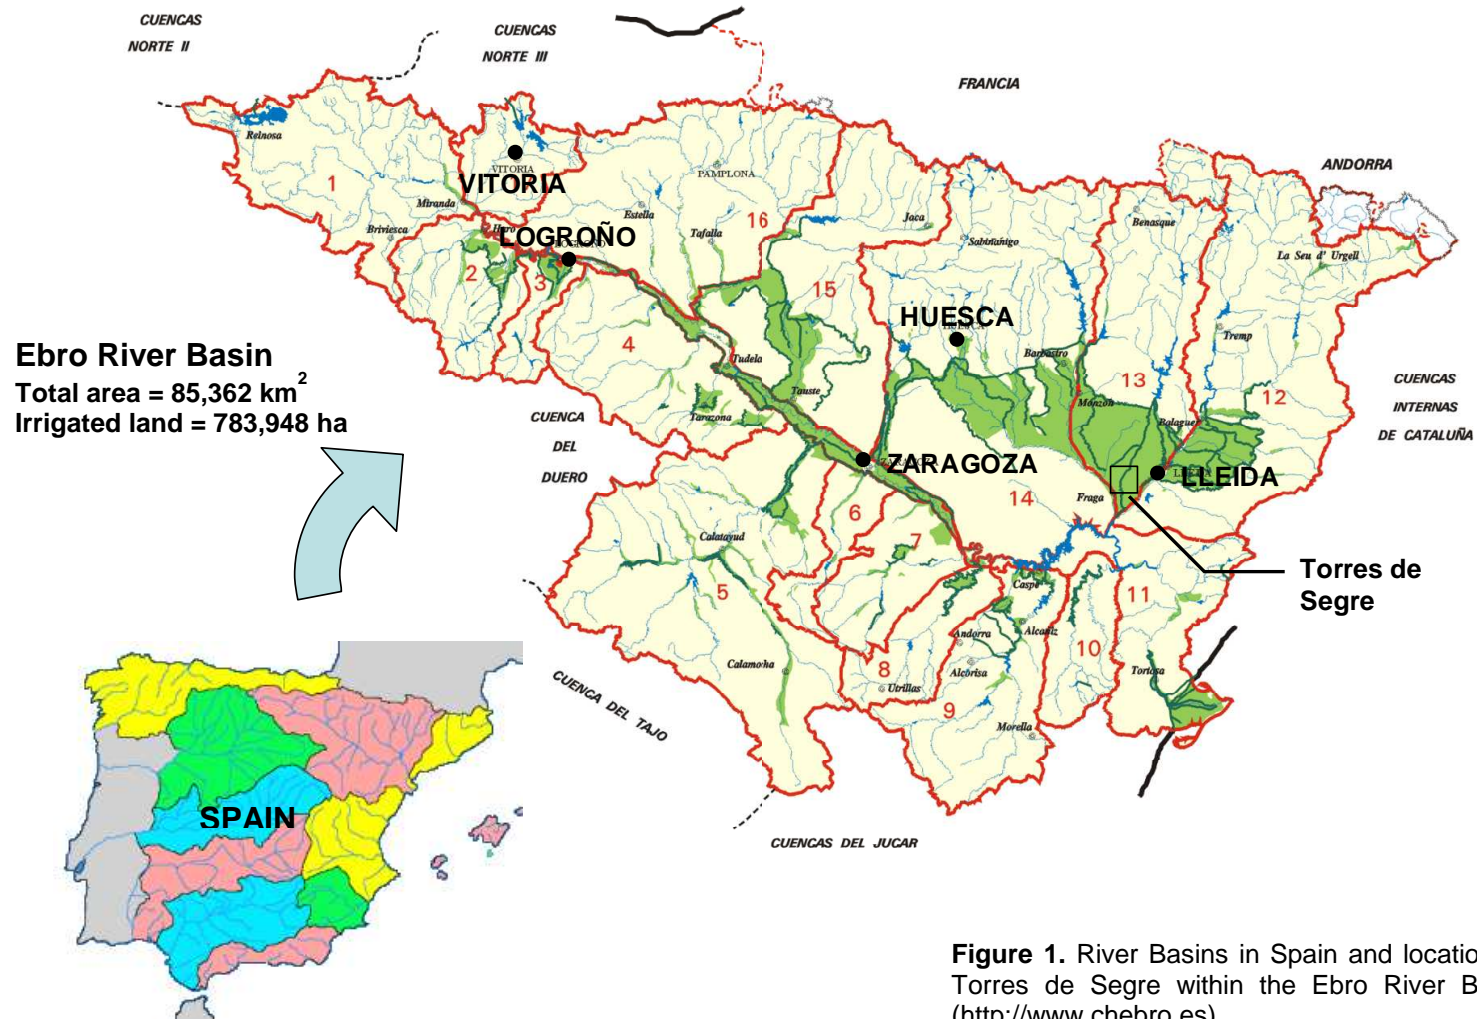 CUENCAS
NORTE II
CUENCAS
NORTE III
FRANCIA
ANDORRA
Reinosa
1
VITORIA
VITORIA
PAMPLONA
Miranda
Briviesca
Haro
LOGROÑO
Estella
Tafalla
16
Jaca
Sabiñánigo
Benasque
La Seu d' Urgell
2
3
15
HUESCA
4
Tudela
Barbastro
Tremp
13
12
CUENCAS
INTERNAS
DE CATALUÑA
Ebro River Basin
Total area = 85,362 km2
Irrigated land = 783,948 ha
Tauste
Tarazona
Monzón
Balaguer
CUENCA
DEL
DUERO
ZARAGOZA
LLEIDA
14
Fraga
6
7
Calatayud
5
Caspe
11
Torres de
Segre
Andorra
Alcañiz
Alcorisa
10
Calamocha
8
Utrillas
9
Tortosa
Morella
CUENCA DEL TAJO
CUENCAS DEL JUCAR
SPAIN
Figure 1. River Basins in Spain and locatio
Torres de Segre within the Ebro River B
(http://www.chebro.es)